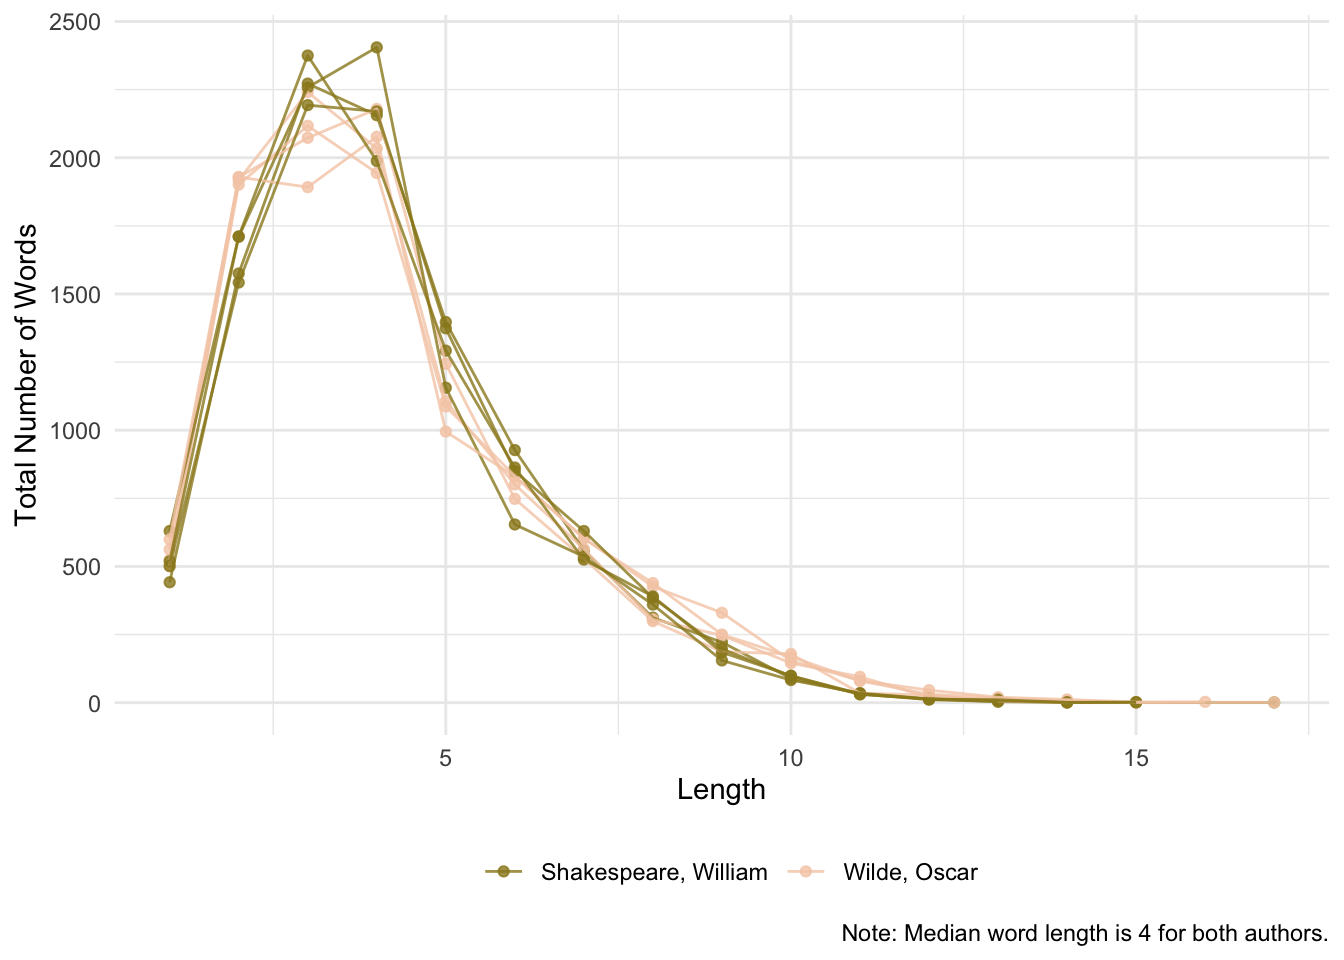 2500
2000
1500
1000
500
0
Total Number of Words
5 10 15
Length
Shakespeare, William Wilde, Oscar
Note: Median word length is 4 for both authors.